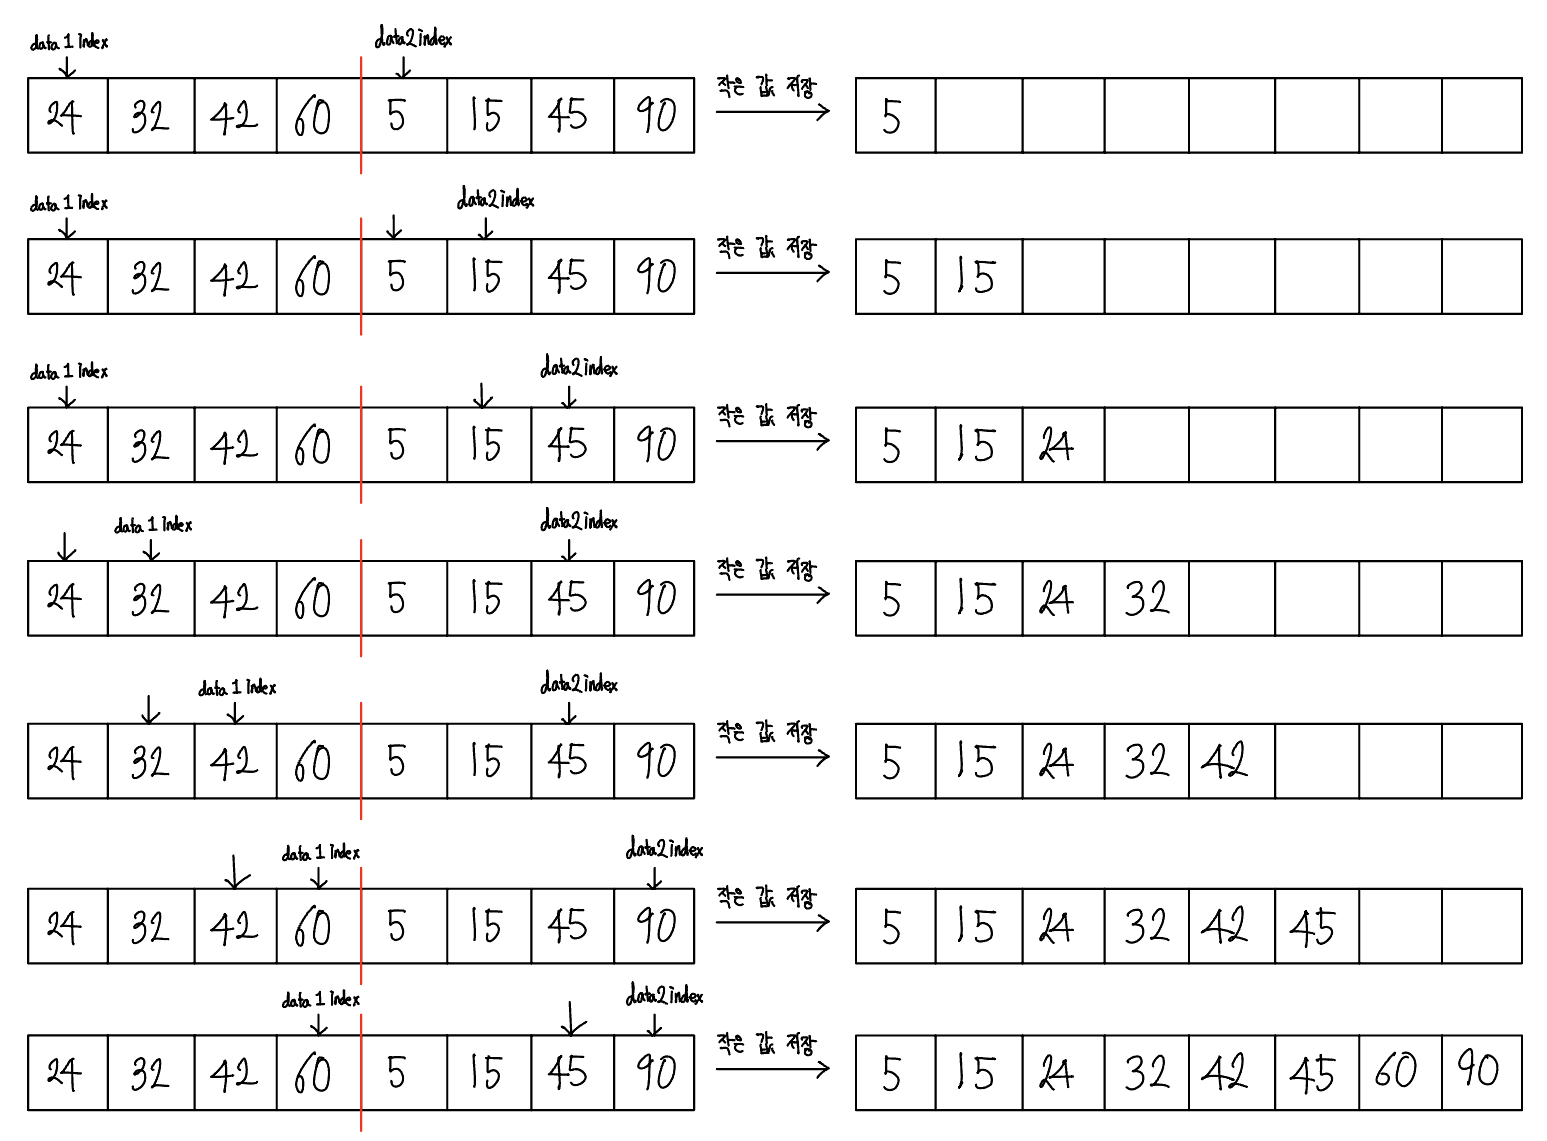 data 1 index data2 index
24 32 42 60 5 15 45 90 작은 값 저장 5
data 1 index data2 index
24 32 42 60 5 15 45 90 작은 값 저장 5 15
data 1 index data2 index
24 32 42 60 5 15 45 90 작은 값 저장 5 15 24
data 1 index data2 index
24 32 42 60 5 15 45 90 작은 값 저장 5 15 24 32
data 1 index data2 index
24 32 42 60 5 15 45 90 작은 값 저장 5 15 24 32 42
data 1 index data2 index
24 32 42 60 5 15 45 90 작은 값 저장 5 15 24 32 42 45
data 1 index data2 index
24 32 42 60 5 15 45 90 작은 값 저장 5 15 24 32 42 45 60 90